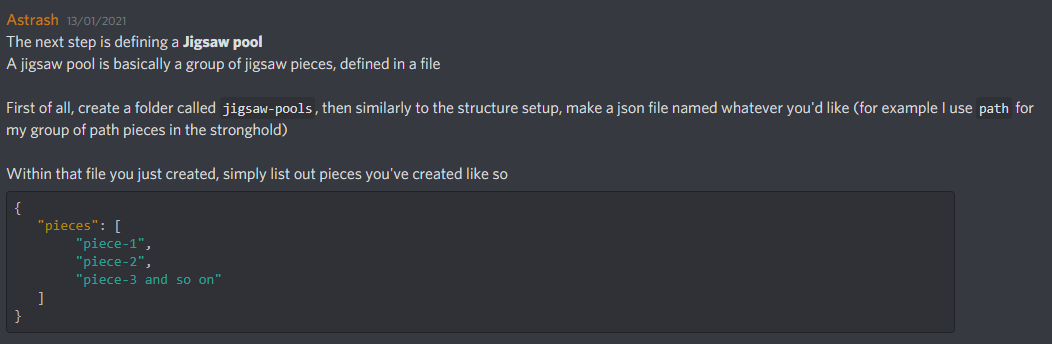 Astrash 13/01/2021
The next step is defining a Jigsaw pool
A jigsaw pool is basically a group of jigsaw pieces, defined in a file
First of all, create a folder called jigsaw-pools, then similarly to the structure setup, make a json file named whatever you'd like (for example I use path for
my group of path pieces in the stronghold)
Within that file you just created, simply list out pieces you've created like so
{
"pieces": [
"piece-1",
"piece-2",
"piece-3 and so on"
]
}